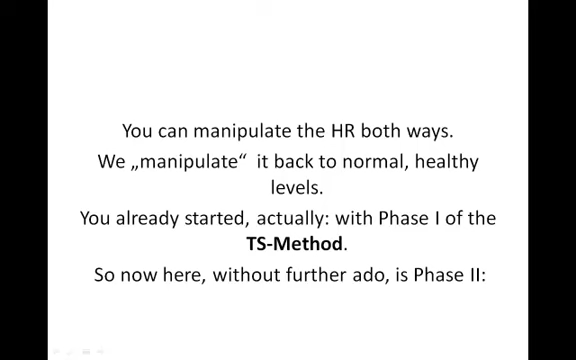 You can manipulate the HR both ways.
We „manipulate“ it back to normal, healthy
levels.
You already started, actually: with Phase I of the
TS-Method.
So now here, without further ado, is Phase II: